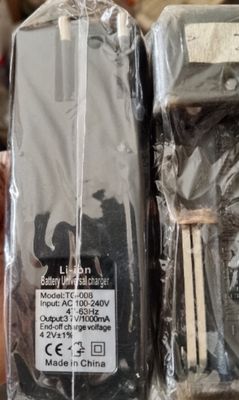 Li-ion
Battery Universal charger
Model:TG-008
Input: AC 100-240V
47-63Hz
Output:3.7V/1000mA
End-off charge voltage
4.2V±1%
CE
Made in China